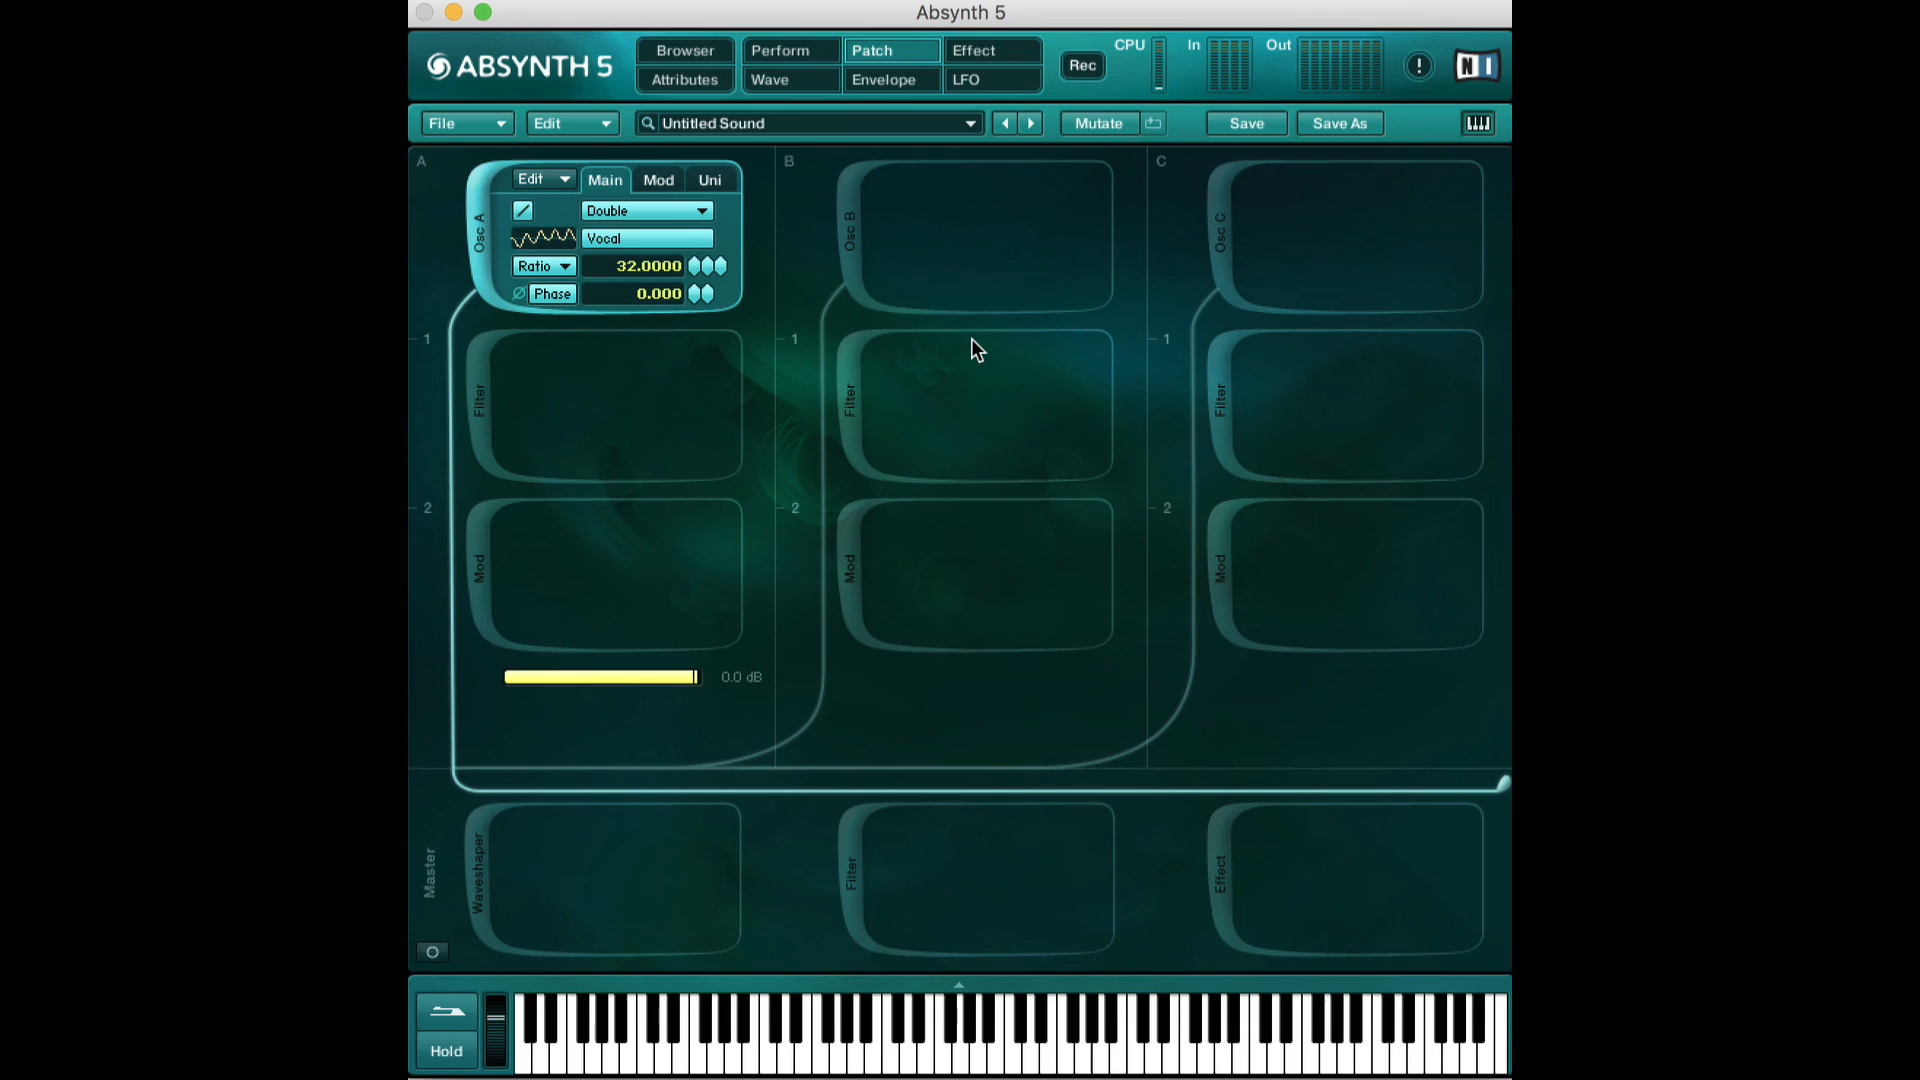 Absynth 5
ABSYNTH 5
Browser
Perform
Patch
Effect
Attributes
Wave
Envelope
LFO
Rec
CPU
In
Out
!
NI
File
Edit
Untitled Sound
Mutate
Save
Save As
A
B
C
Osc A
Edit
Main
Mod
Uni
Double
Vocal
Ratio
32.0000
Phase
0.000
Osc B
Osc C
1
1
1
Filter
Filter
Filter
2
2
2
Mod
Mod
Mod
0.0 dB
Master
Waveshaper
Filter
Effect
Hold